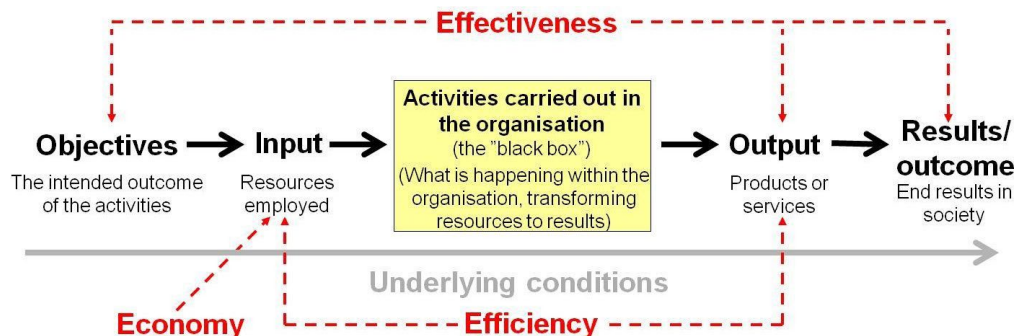 Effectiveness
Objectives
The intended outcome
of the activities
Input
Resources
employed
Activities carried out in
the organisation
(the "black box")
(What is happening within the
organisation, transforming
resources to results)
Output
Products or
services
Results/
outcome
End results in
society
Underlying conditions
Economy
Efficiency